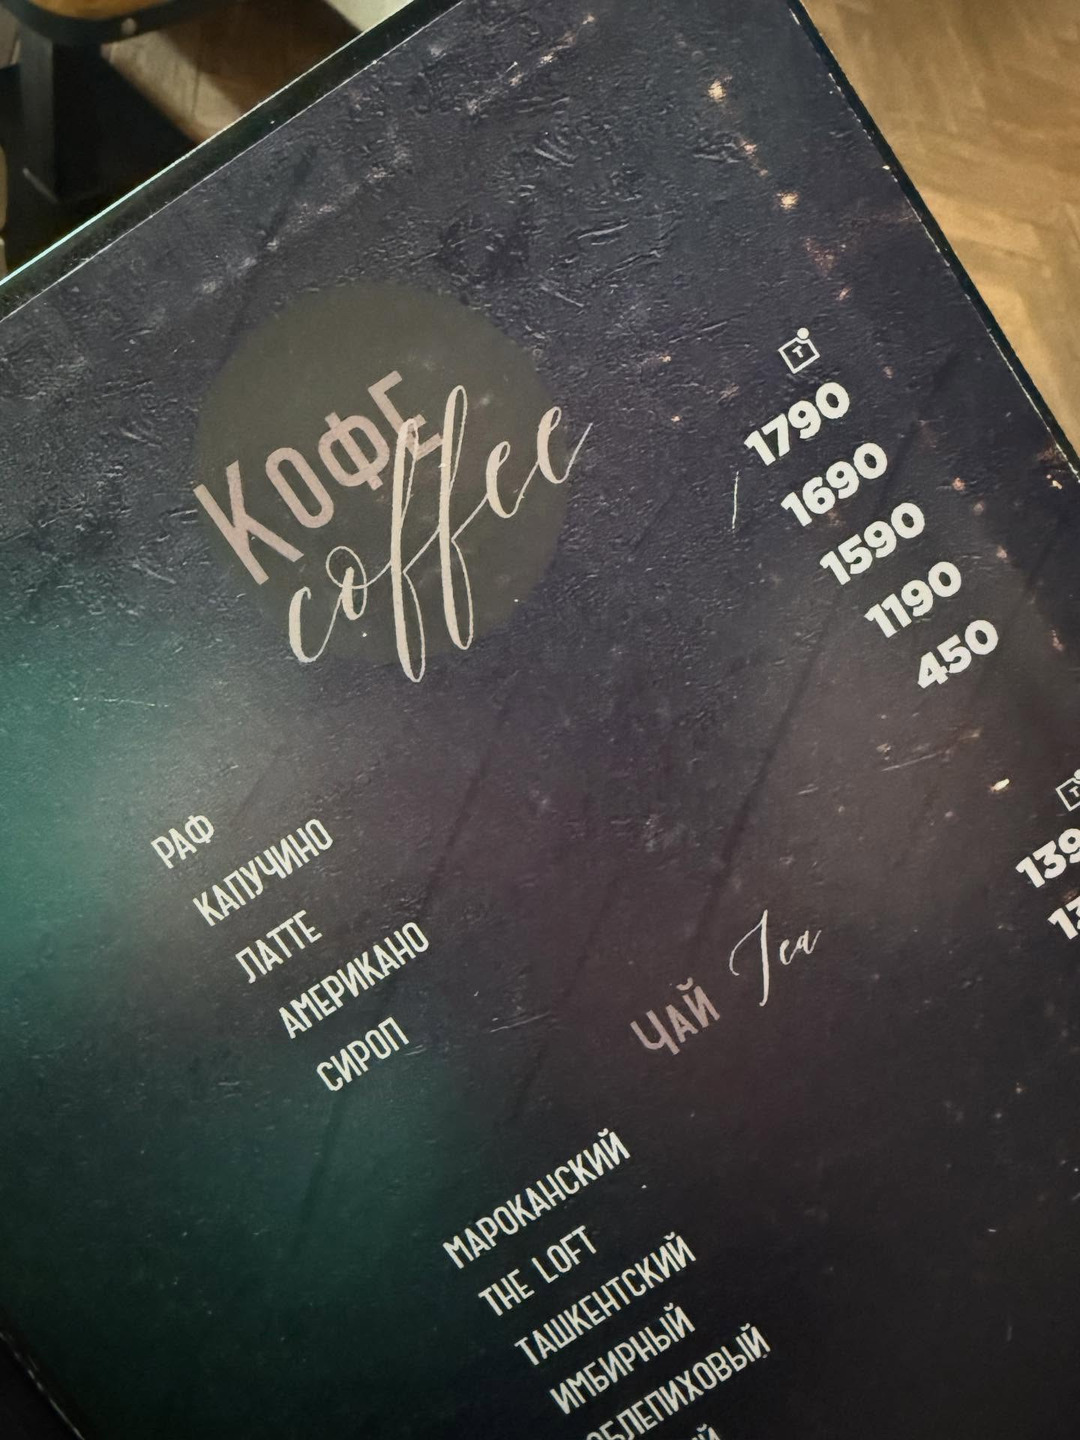 КОФЕ
coffee
T
РАФ 1790
КАПУЧИНО 1690
ЛАТТЕ 1590
АМЕРИКАНО 1190
СИРОП 450
ЧАЙ Tea
T
МАРОКАНСКИЙ
THE LOFT
ТАШКЕНТСКИЙ
ИМБИРНЫЙ
ОБЛЕПИХОВЫЙ